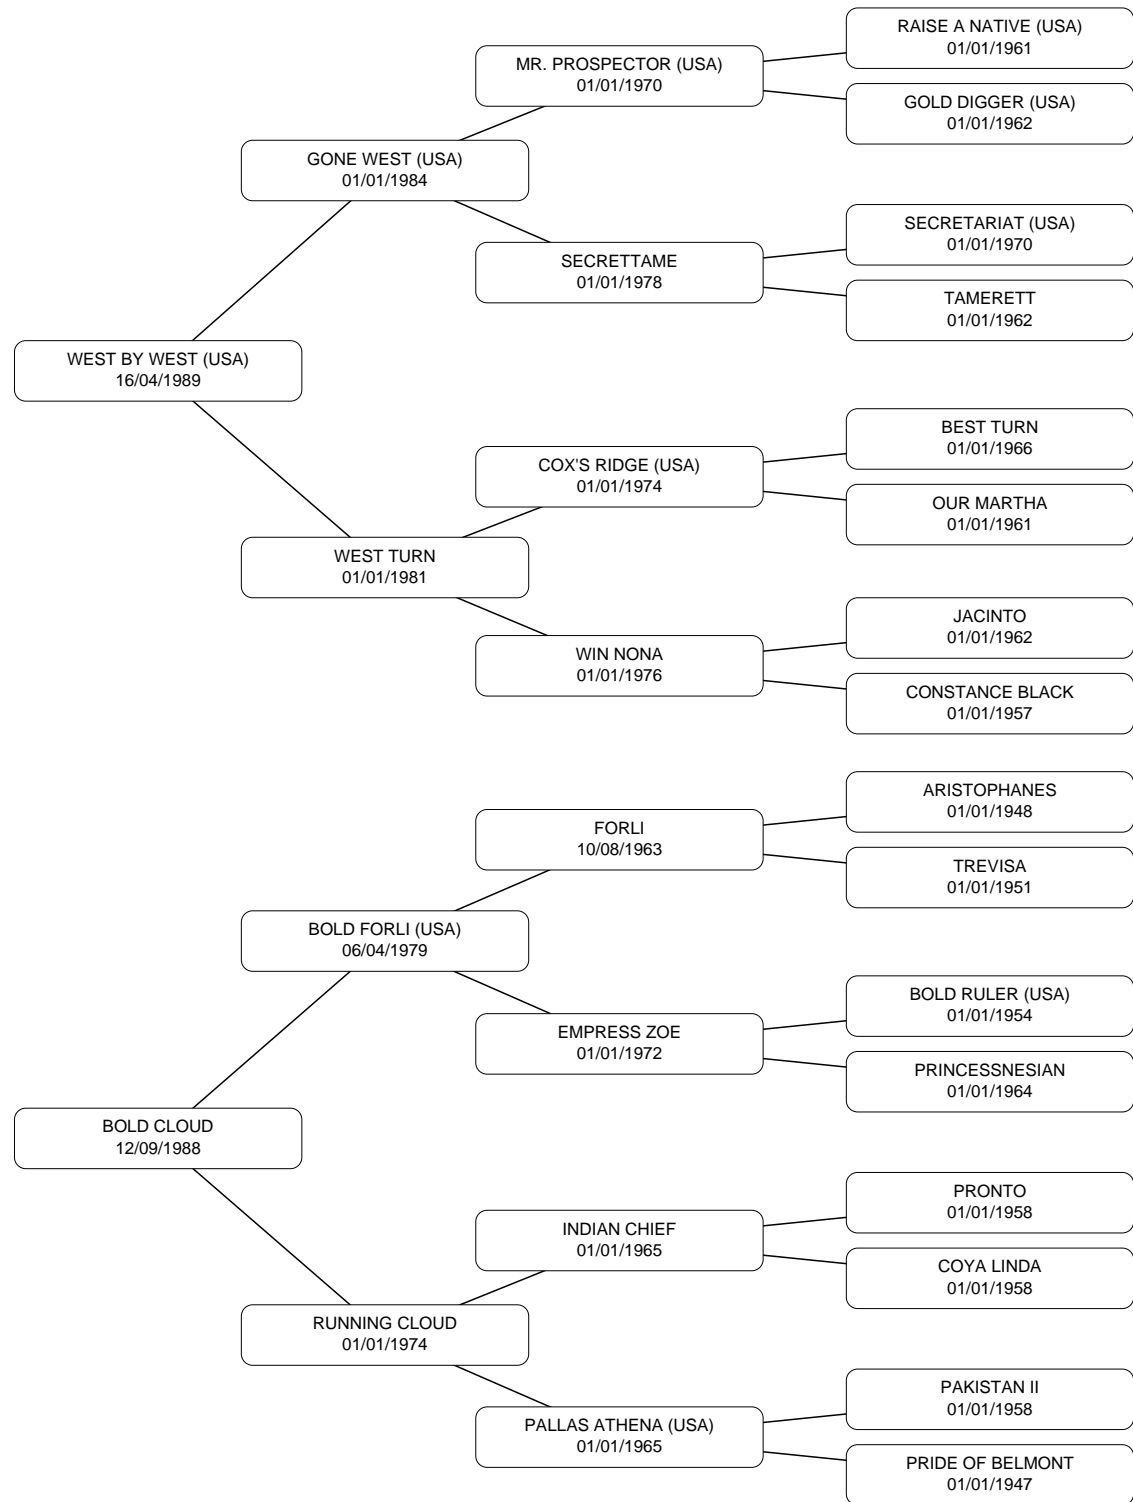 RAISE A NATIVE (USA)
01/01/1961
MR. PROSPECTOR (USA)
01/01/1970
GOLD DIGGER (USA)
01/01/1962
GONE WEST (USA)
01/01/1984
SECRETARIAT (USA)
01/01/1970
SECRETTAME
01/01/1978
TAMERETT
01/01/1962
WEST BY WEST (USA)
16/04/1989
BEST TURN
01/01/1966
COX'S RIDGE (USA)
01/01/1974
OUR MARTHA
01/01/1961
WEST TURN
01/01/1981
JACINTO
01/01/1962
WIN NONA
01/01/1976
CONSTANCE BLACK
01/01/1957
ARISTOPHANES
01/01/1948
FORLI
10/08/1963
TREVISA
01/01/1951
BOLD FORLI (USA)
06/04/1979
BOLD RULER (USA)
01/01/1954
EMPRESS ZOE
01/01/1972
PRINCESSNESIAN
01/01/1964
BOLD CLOUD
12/09/1988
PRONTO
01/01/1958
INDIAN CHIEF
01/01/1965
COYA LINDA
01/01/1958
RUNNING CLOUD
01/01/1974
PAKISTAN II
01/01/1958
PALLAS ATHENA (USA)
01/01/1965
PRIDE OF BELMONT
01/01/1947